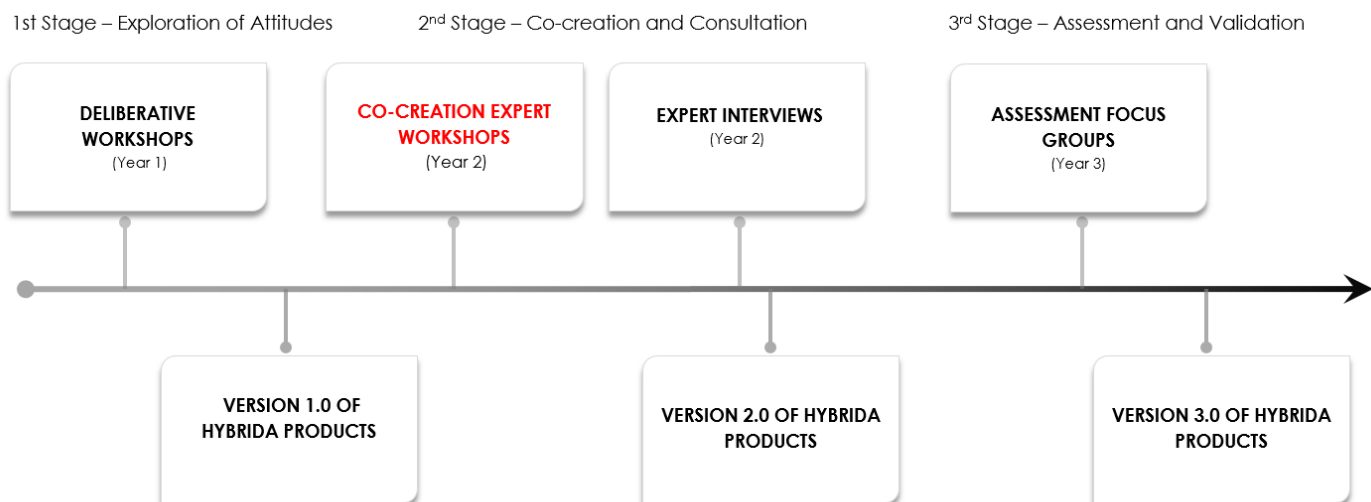 1st Stage – Exploration of Attitudes
2nd Stage – Co-creation and Consultation
3rd Stage – Assessment and Validation
DELIBERATIVE
WORKSHOPS
(Year 1)
CO-CREATION EXPERT
WORKSHOPS
(Year 2)
EXPERT INTERVIEWS
(Year 2)
ASSESSMENT FOCUS
GROUPS
(Year 3)
VERSION 1.0 OF
HYBRIDA PRODUCTS
VERSION 2.0 OF HYBRIDA
PRODUCTS
VERSION 3.0 OF HYBRIDA
PRODUCTS